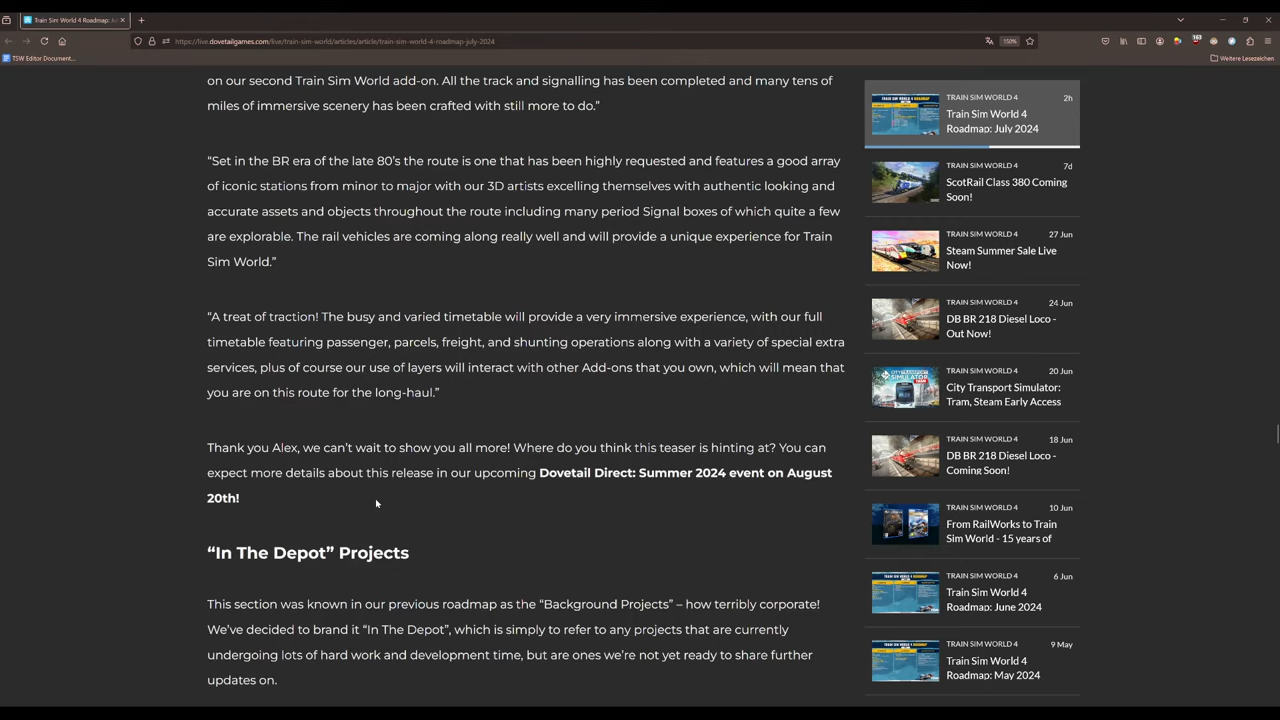 Train Sim World 4 Roadmap: Ju
https://live.dovetailgames.com/live/train-sim-world/articles/article/train-sim-world-4-roadmap-july-2024
150%
163
TSW Editor Document...
Weitere Lesezeichen
on our second Train Sim World add-on. All the track and signalling has been completed and many tens of
miles of immersive scenery has been crafted with still more to do.”
“Set in the BR era of the late 80’s the route is one that has been highly requested and features a good array
of iconic stations from minor to major with our 3D artists excelling themselves with authentic looking and
accurate assets and objects throughout the route including many period Signal boxes of which quite a few
are explorable. The rail vehicles are coming along really well and will provide a unique experience for Train
Sim World.”
“A treat of traction! The busy and varied timetable will provide a very immersive experience, with our full
timetable featuring passenger, parcels, freight, and shunting operations along with a variety of special extra
services, plus of course our use of layers will interact with other Add-ons that you own, which will mean that
you are on this route for the long-haul.”
Thank you Alex, we can’t wait to show you all more! Where do you think this teaser is hinting at? You can
expect more details about this release in our upcoming Dovetail Direct: Summer 2024 event on August
20th!
“In The Depot” Projects
This section was known in our previous roadmap as the “Background Projects” – how terribly corporate!
We’ve decided to brand it “In The Depot”, which is simply to refer to any projects that are currently
undergoing lots of hard work and development time, but are ones we’re not yet ready to share further
updates on.
TRAIN SIM WORLD 4 2h
Train Sim World 4
Roadmap: July 2024
TRAIN SIM WORLD 4 7d
ScotRail Class 380 Coming
Soon!
TRAIN SIM WORLD 4 27 Jun
Steam Summer Sale Live
Now!
TRAIN SIM WORLD 4 24 Jun
DB BR 218 Diesel Loco -
Out Now!
TRAIN SIM WORLD 4 20 Jun
City Transport Simulator:
Tram, Steam Early Access
TRAIN SIM WORLD 4 18 Jun
DB BR 218 Diesel Loco -
Coming Soon!
TRAIN SIM WORLD 4 10 Jun
From RailWorks to Train
Sim World - 15 years of
TRAIN SIM WORLD 4 6 Jun
Train Sim World 4
Roadmap: June 2024
TRAIN SIM WORLD 4 9 May
Train Sim World 4
Roadmap: May 2024